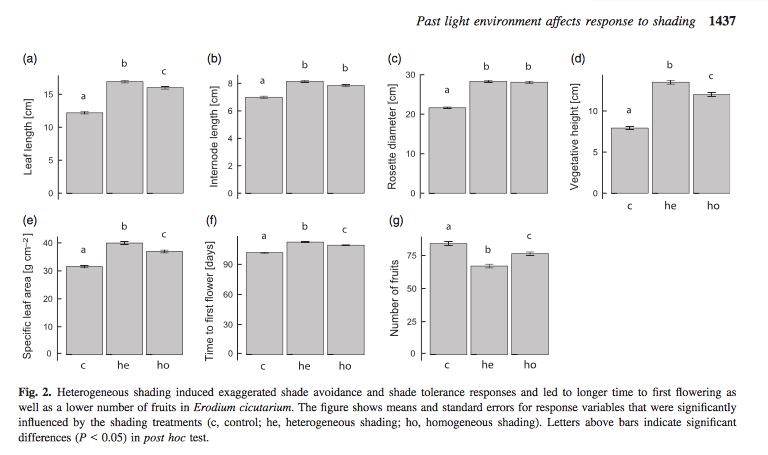 Past light environment affects response to shading 1437
(a)
Leaf length [cm]
15
10
5
0
a
b
c
(b)
Internode length [cm]
8
6
4
2
0
a
b
b
(c)
Rosette diameter [cm]
30
20
10
0
a
b
b
(d)
Vegetative height [cm]
10
5
0
a
b
c
c he ho
(e)
Specific leaf area [g cm⁻²]
40
30
20
10
0
a
b
c
c he ho
(f)
Time to first flower [days]
90
60
30
0
a
b
c
c he ho
(g)
Number of fruits
75
50
25
0
a
b
c
c he ho
Fig. 2. Heterogeneous shading induced exaggerated shade avoidance and shade tolerance responses and led to longer time to first flowering as
well as a lower number of fruits in Erodium cicutarium. The figure shows means and standard errors for response variables that were significantly
influenced by the shading treatments (c, control; he, heterogeneous shading; ho, homogeneous shading). Letters above bars indicate significant
differences (P < 0.05) in post hoc test.